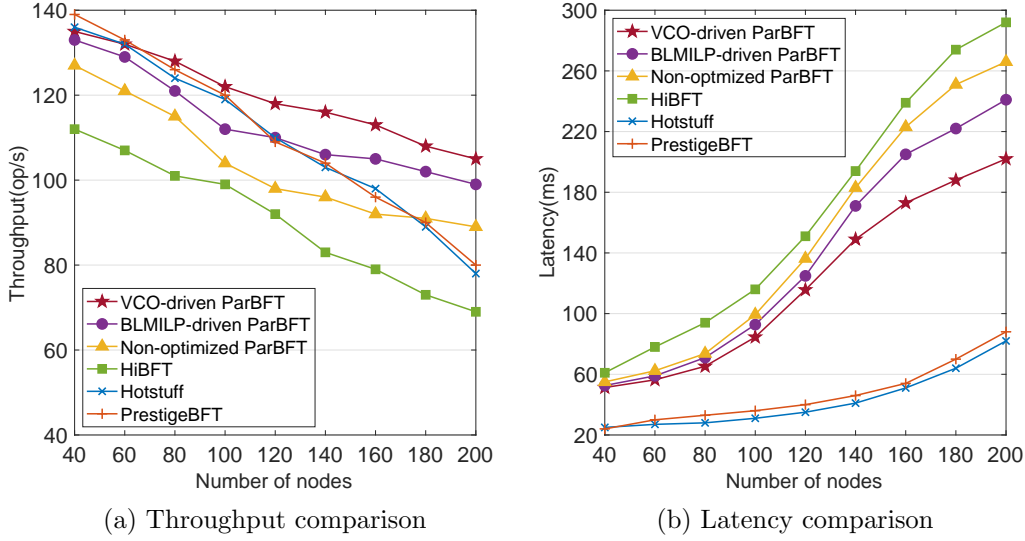 140
120
100
80
60
40
Throughput(op/s)
VCO-driven ParBFT
BLMILP-driven ParBFT
Non-optimized ParBFT
HiBFT
Hotstuff
PrestigeBFT
40 60 80 100 120 140 160 180 200
Number of nodes
(a) Throughput comparison
300
260
220
180
140
100
60
20
Latency(ms)
VCO-driven ParBFT
BLMILP-driven ParBFT
Non-optmized ParBFT
HiBFT
Hotstuff
PrestigeBFT
40 60 80 100 120 140 160 180 200
Number of nodes
(b) Latency comparison